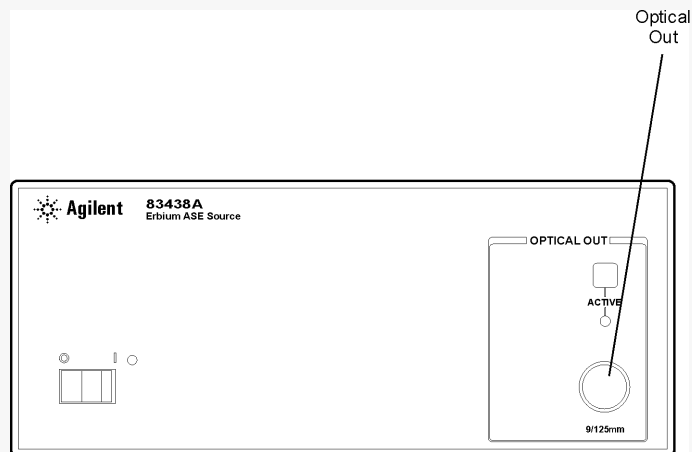 Optical
Out
Agilent
83438A
Erbium ASE Source
OPTICAL OUT
ACTIVE
9/125mm